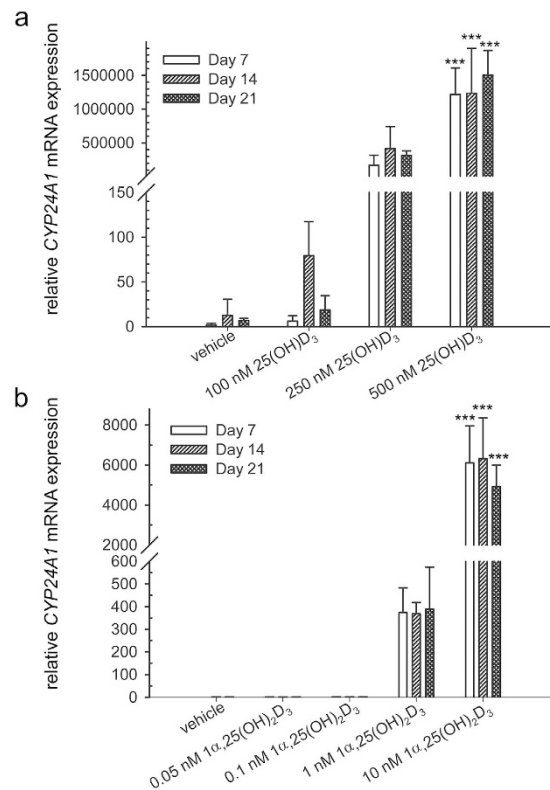 a
relative CYP24A1 mRNA expression
Day 7
Day 14
Day 21
1500000
1000000
500000
150
100
50
0
*** *** ***
vehicle
100 nM 25(OH)D₃
250 nM 25(OH)D₃
500 nM 25(OH)D₃
b
relative CYP24A1 mRNA expression
Day 7
Day 14
Day 21
8000
6000
4000
2000
600
500
400
300
200
100
0
*** *** ***
vehicle
0.05 nM 1α,25(OH)₂D₃
0.1 nM 1α,25(OH)₂D₃
1 nM 1α,25(OH)₂D₃
10 nM 1α,25(OH)₂D₃